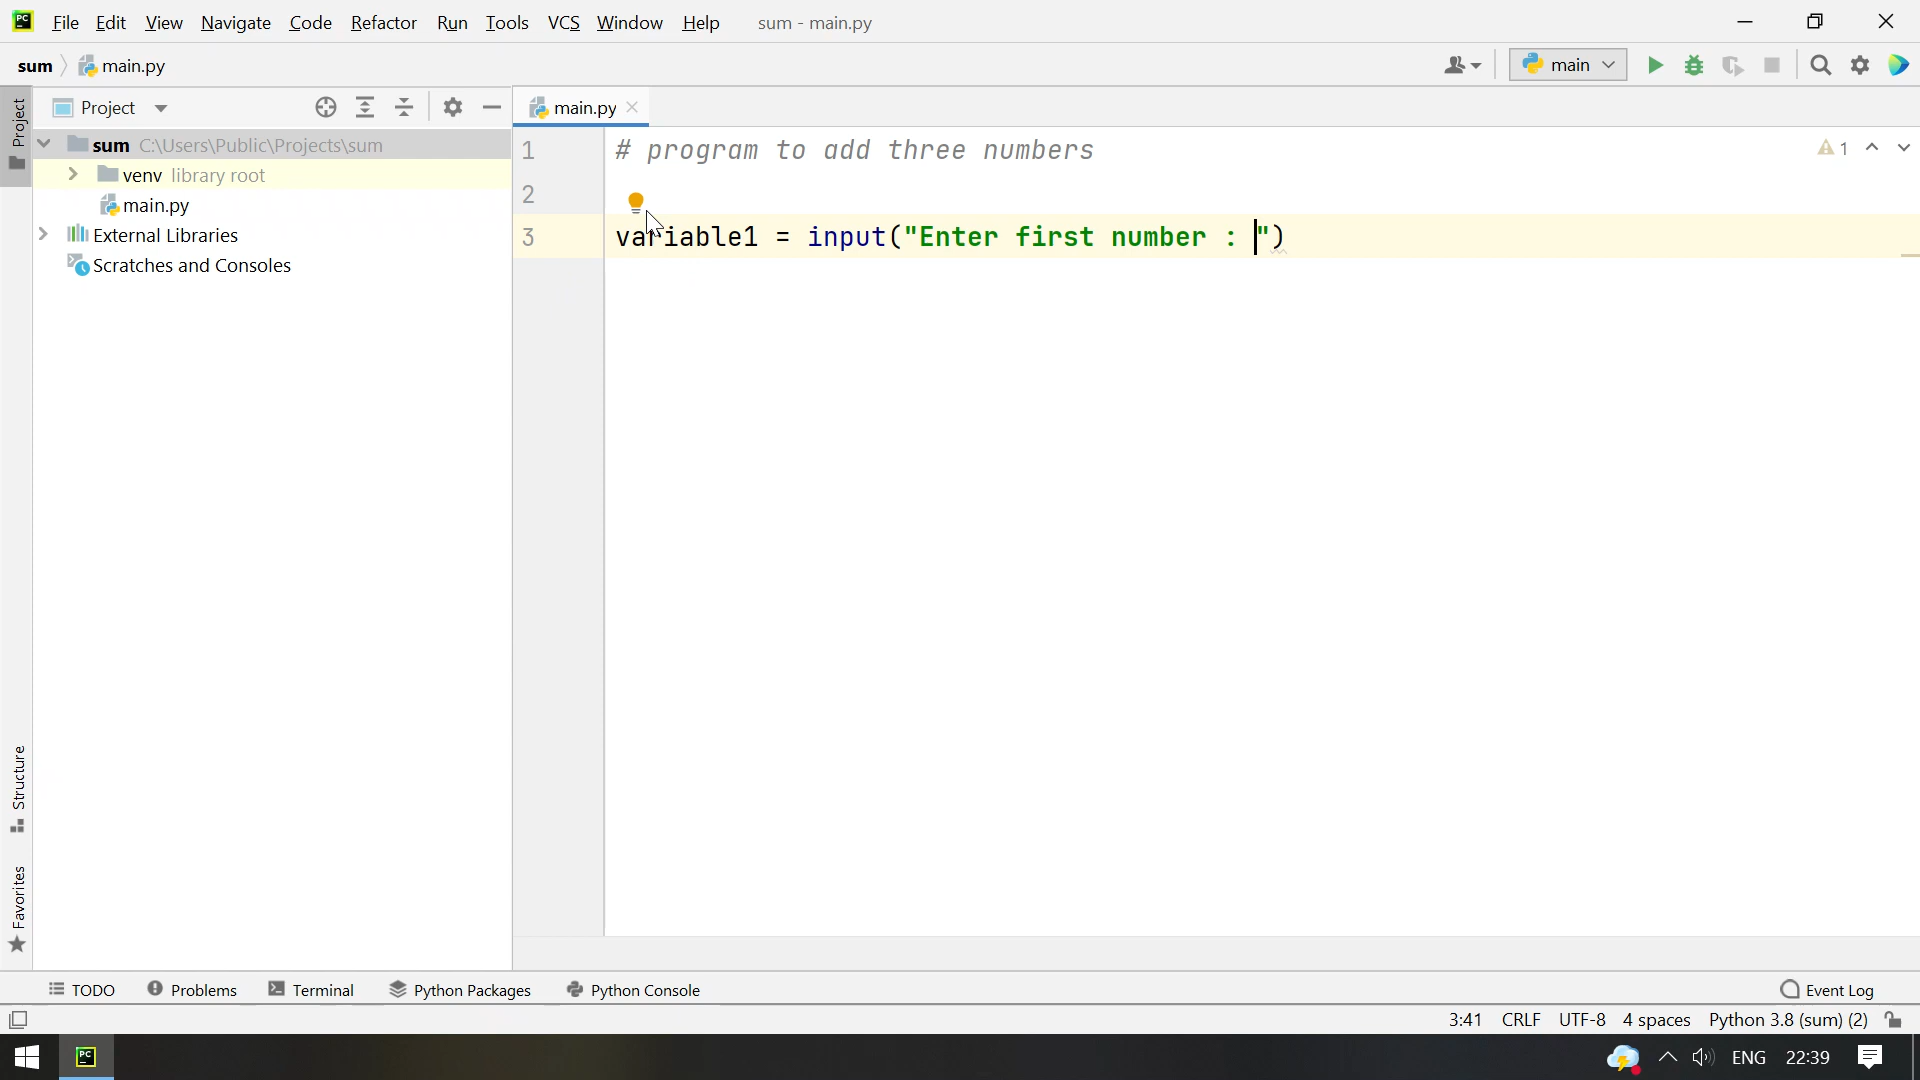 PC File Edit View Navigate Code Refactor Run Tools VCS Window Help sum - main.py
sum main.py main
Project
Project
main.py
sum C:\Users\Public\Projects\sum
venv library root
main.py
External Libraries
Scratches and Consoles
1 # program to add three numbers
1
2
3 variable1 = input("Enter first number : ")
Structure
Favorites
TODO Problems Terminal Python Packages Python Console Event Log
3:41 CRLF UTF-8 4 spaces Python 3.8 (sum) (2)
PC ENG 22:39